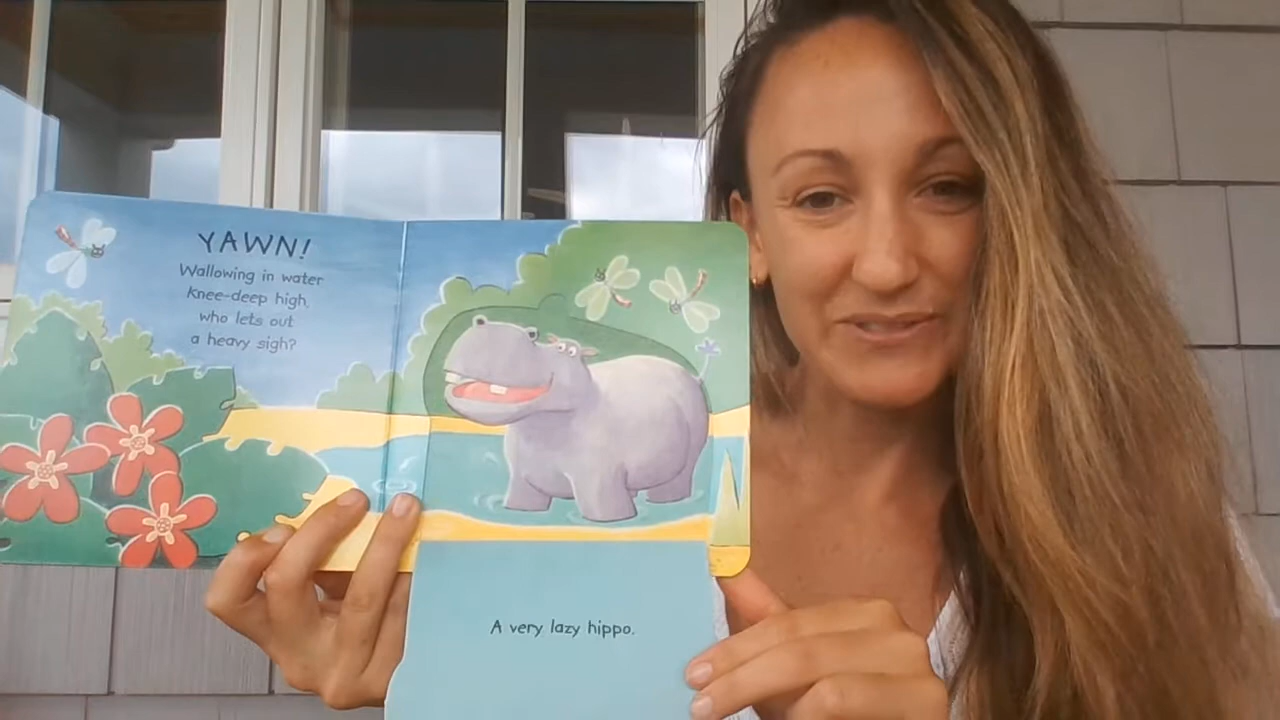 YAWN!
Wallowing in water
knee-deep high,
who lets out
a heavy sigh?
A very lazy hippo.